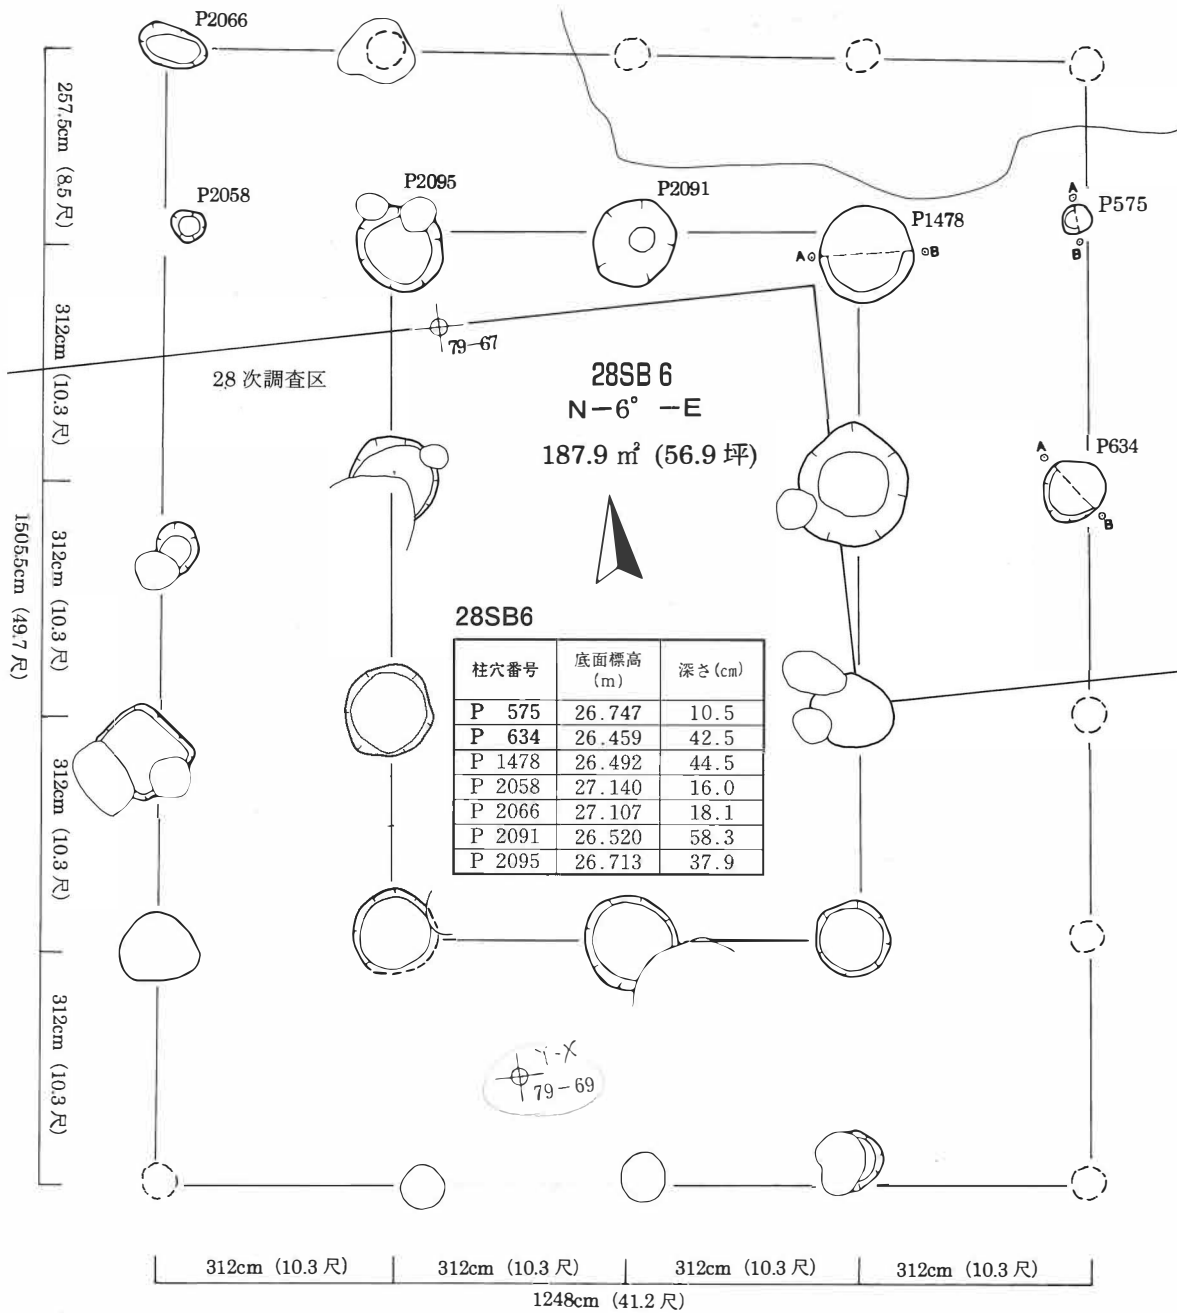 P2066
P2058
P2095
P2091
P1478
A
B
A
P575
B
79-67
28次調査区
28SB 6
N-6° -E
187.9 ㎡ (56.9 坪)
A
P634
B
257.5cm (8.5 尺)
312cm (10.3 尺)
312cm (10.3 尺)
312cm (10.3 尺)
312cm (10.3 尺)
1505.5cm (49.7 尺)
28SB6
柱穴番号 底面標高(m) 深さ(cm)
P 575 26.747 10.5
P 634 26.459 42.5
P 1478 26.492 44.5
P 2058 27.140 16.0
P 2066 27.107 18.1
P 2091 26.520 58.3
P 2095 26.713 37.9
Y-X
79-69
312cm (10.3 尺) 312cm (10.3 尺) 312cm (10.3 尺) 312cm (10.3 尺)
1248cm (41.2 尺)